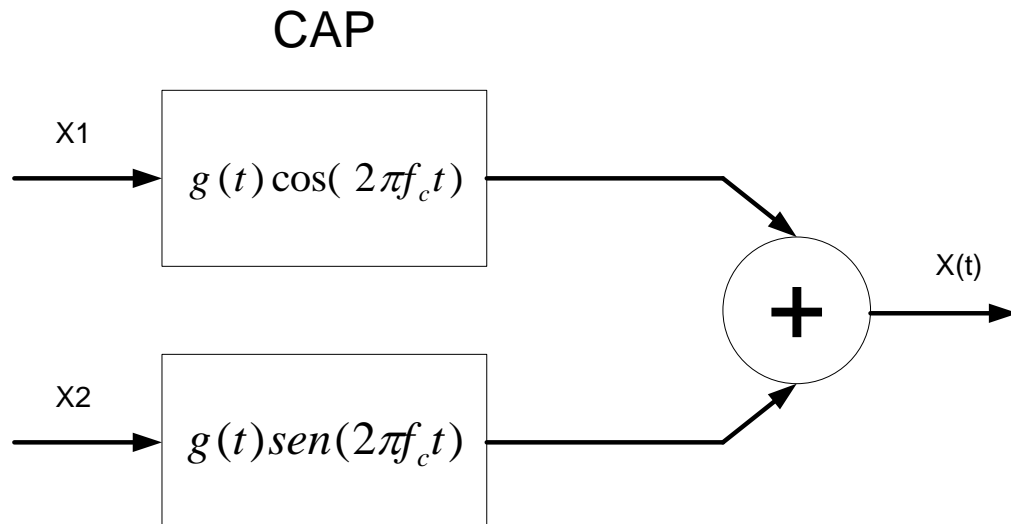 CAP
X1
g(t)cos( 2πf_c t)
X(t)
+
X2
g(t)sen(2πf_c t)